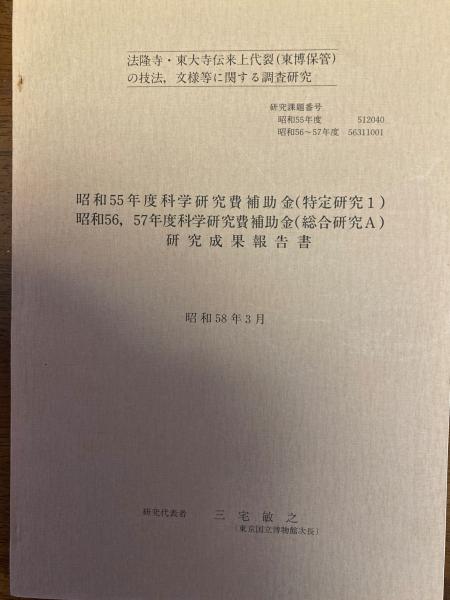 法隆寺・東大寺伝来上代裂(東博保管)
の技法，文様等に関する調査研究
研究課題番号
昭和55年度 512040
昭和56～57年度 56311001
昭和55年度科学研究費補助金(特定研究１)
昭和56，57年度科学研究費補助金(総合研究Ａ)
研究成果報告書
昭和58年3月
研究代表者 三宅敏之
(東京国立博物館次長)